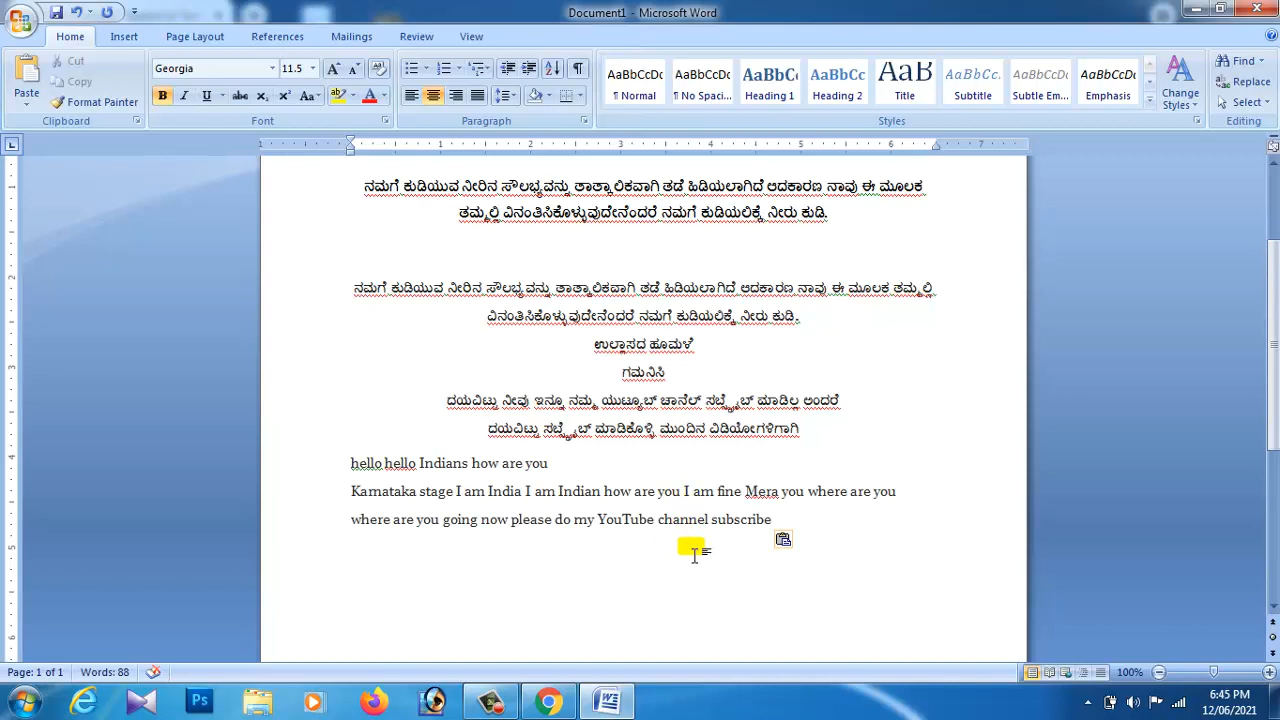 Document1 - Microsoft Word
Home Insert Page Layout References Mailings Review View
Cut
Copy
Format Painter
Paste
Clipboard
Georgia 11.5
Font
Paragraph
AaBbCcDc AaBbCcDc AaBbC AaBbCc AaB AaBbCc. AaBbCcDc AaBbCcDc
¶ Normal ¶ No Spaci... Heading 1 Heading 2 Title Subtitle Subtle Em... Emphasis
Change Styles
Styles
Find
Replace
Select
Editing
ನಮಗೆ ಕುಡಿಯುವ ನೀರಿನ ಸೌಲಭ್ಯವನ್ನು ತಾತ್ಕಾಲಿಕವಾಗಿ ತಡೆ ಹಿಡಿಯಲಾಗಿದೆ ಆದಕಾರಣ ನಾವು ಈ ಮೂಲಕ
ತಮ್ಮಲ್ಲಿ ವಿನಂತಿಸಿಕೊಳ್ಳುವುದೇನೆಂದರೆ ನಮಗೆ ಕುಡಿಯಲಿಕ್ಕೆ ನೀರು ಕುಡಿ.
ನಮಗೆ ಕುಡಿಯುವ ನೀರಿನ ಸೌಲಭ್ಯವನ್ನು ತಾತ್ಕಾಲಿಕವಾಗಿ ತಡೆ ಹಿಡಿಯಲಾಗಿದೆ ಆದಕಾರಣ ನಾವು ಈ ಮೂಲಕ ತಮ್ಮಲ್ಲಿ
ವಿನಂತಿಸಿಕೊಳ್ಳುವುದೇನೆಂದರೆ ನಮಗೆ ಕುಡಿಯಲಿಕ್ಕೆ ನೀರು ಕುಡಿ.
ಉಲ್ಲಾಸದ ಹೂಮಳೆ
ಗಮನಿಸಿ
ದಯವಿಟ್ಟು ನೀವು ಇನ್ನೂ ನಮ್ಮ ಯುಟ್ಯೂಬ್ ಚಾನೆಲ್ ಸಬ್ಸ್ಕ್ರೈಬ್ ಮಾಡಿಲ್ಲ ಅಂದರೆ
ದಯವಿಟ್ಟು ಸಬ್ಸ್ಕ್ರೈಬ್ ಮಾಡಿಕೊಳ್ಳಿ ಮುಂದಿನ ವಿಡಿಯೋಗಳಿಗಾಗಿ
hello hello Indians how are you
Karnataka stage I am India I am Indian how are you I am fine Mera you where are you
where are you going now please do my YouTube channel subscribe
Page: 1 of 1 Words: 88 100%
6:45 PM
12/06/2021